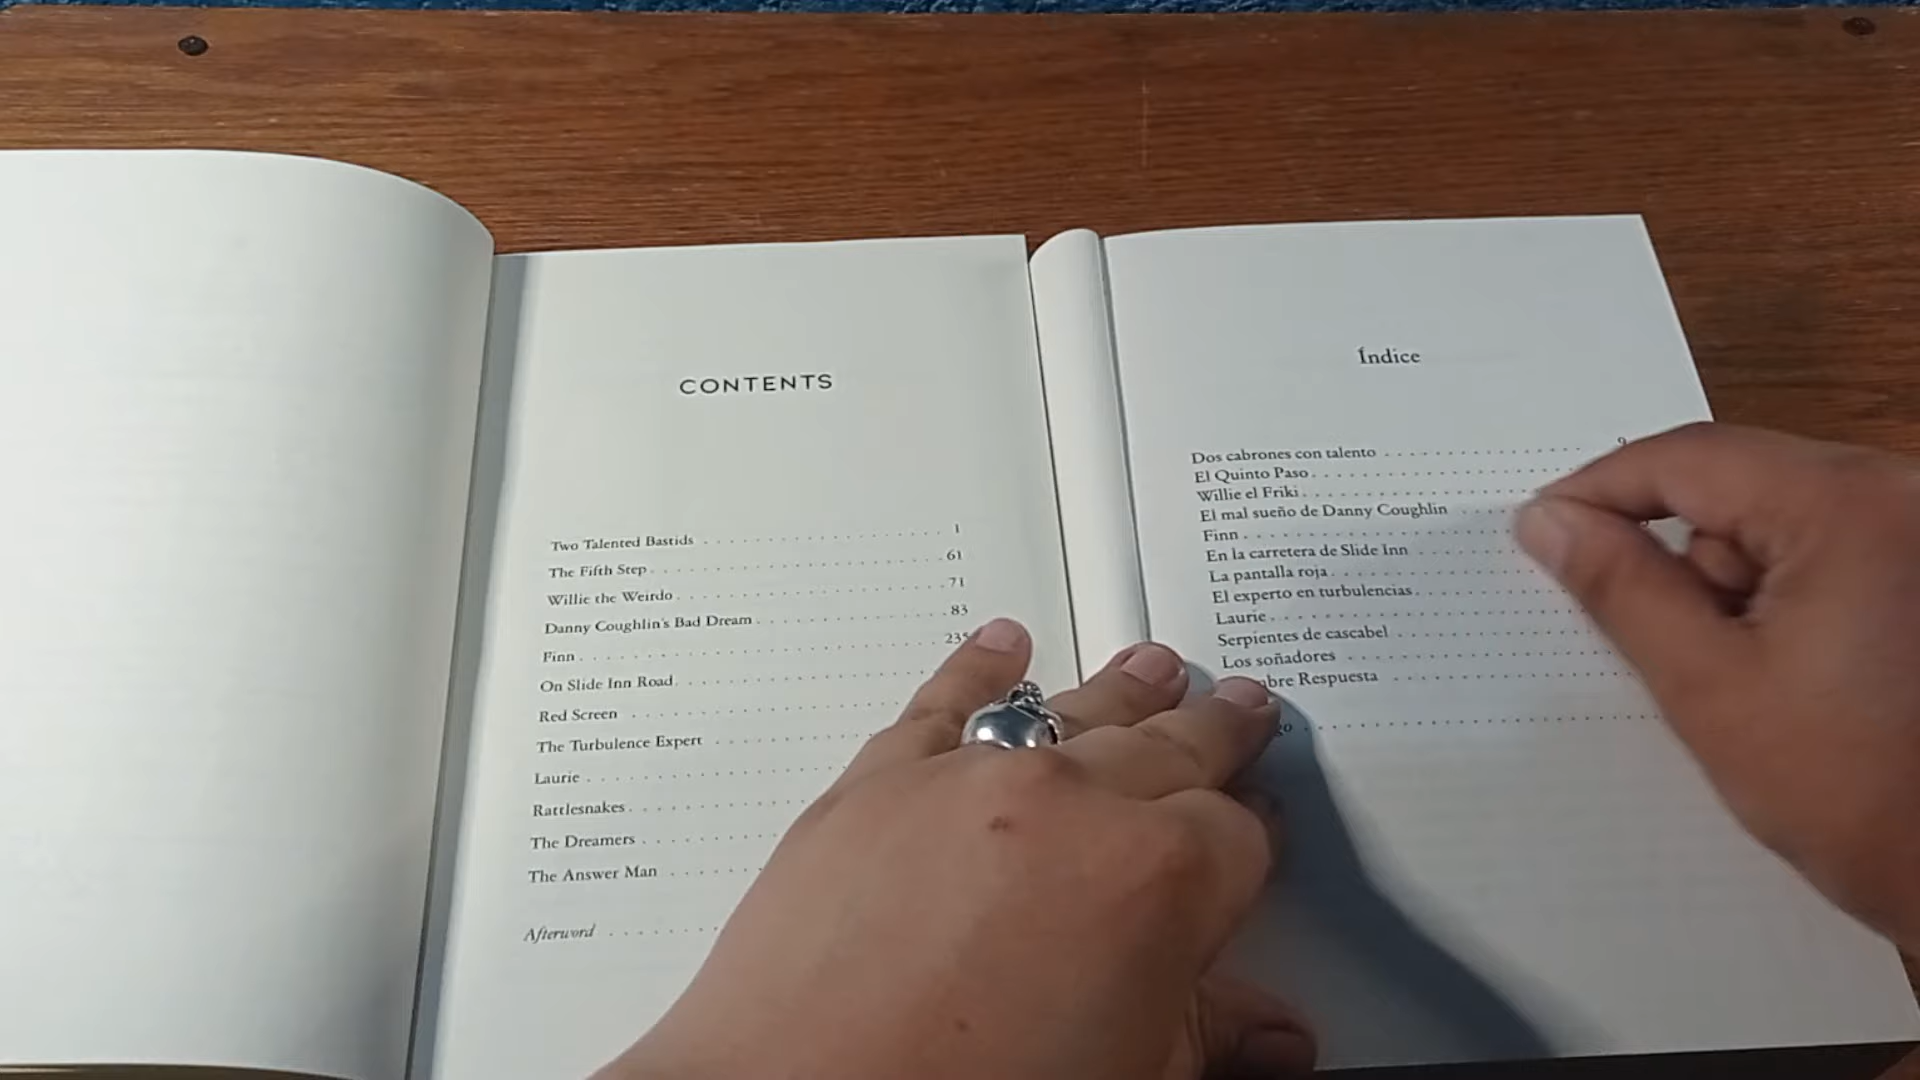 CONTENTS
Two Talented Bastids . . . . . . . . . . . . . . . . . . 1
The Fifth Step . . . . . . . . . . . . . . . . . . . . . 61
Willie the Weirdo . . . . . . . . . . . . . . . . . . . 71
Danny Coughlin's Bad Dream . . . . . . . . . . . . . 83
Finn . . . . . . . . . . . . . . . . . . . . . . . . . 235
On Slide Inn Road
Red Screen
The Turbulence Expert
Laurie
Rattlesnakes
The Dreamers
The Answer Man
Afterword
Índice
Dos cabrones con talento . . . . . . . . . . . . . . . 9
El Quinto Paso
Willie el Friki
El mal sueño de Danny Coughlin
Finn
En la carretera de Slide Inn
La pantalla roja
El experto en turbulencias
Laurie
Serpientes de cascabel
Los soñadores
Respuesta